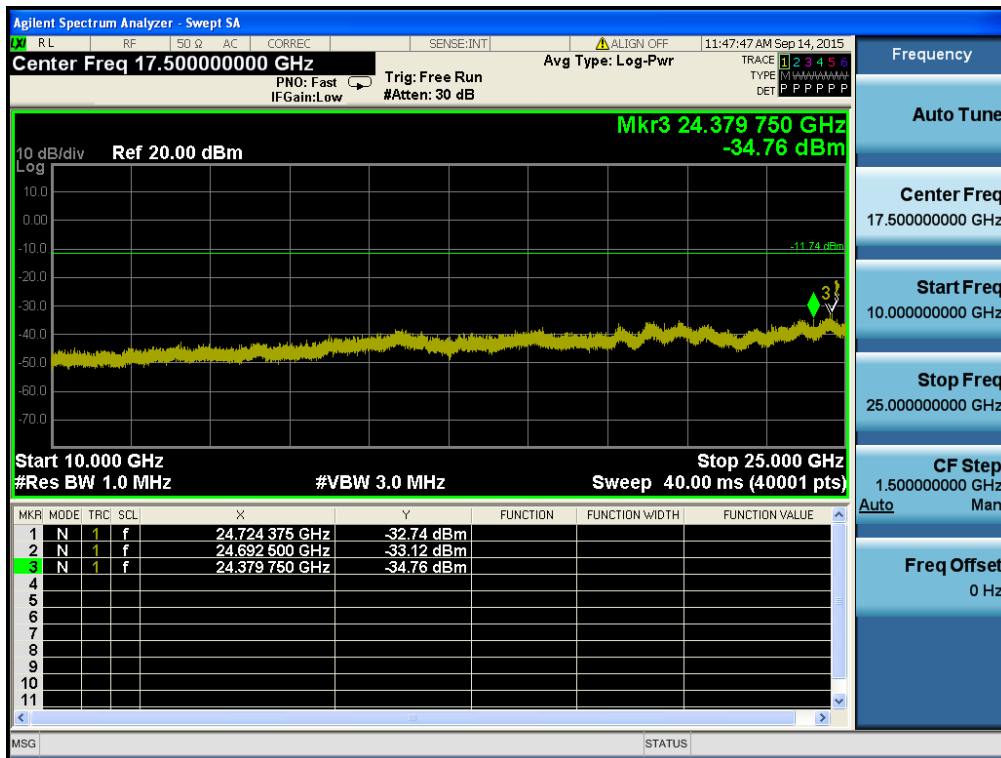 Agilent Spectrum Analyzer - Swept SA
LXI RL RF 50 Ω AC CORREC SENSE:INT ALIGN OFF 11:47:47 AM Sep 14, 2015
Center Freq 17.500000000 GHz Avg Type: Log-Pwr TRACE 1 2 3 4 5 6
PNO: Fast Trig: Free Run TYPE M WWWWW
IFGain:Low #Atten: 30 dB DET P P P P P P
Mkr3 24.379 750 GHz
10 dB/div Ref 20.00 dBm -34.76 dBm
Log
10.0
0.00
-10.0
-11.74 dBm
-20.0
-30.0
3
-40.0
-50.0
-60.0
-70.0
Start 10.000 GHz Stop 25.000 GHz
#Res BW 1.0 MHz #VBW 3.0 MHz Sweep 40.00 ms (40001 pts)
MKR MODE TRC SCL X Y FUNCTION FUNCTION WIDTH FUNCTION VALUE
1 N 1 f 24.724 375 GHz -32.74 dBm
2 N 1 f 24.692 500 GHz -33.12 dBm
3 N 1 f 24.379 750 GHz -34.76 dBm
4
5
6
7
8
9
10
11
MSG STATUS
Frequency
Auto Tune
Center Freq
17.500000000 GHz
Start Freq
10.000000000 GHz
Stop Freq
25.000000000 GHz
CF Step
1.500000000 GHz
Auto Man
Freq Offset
0 Hz